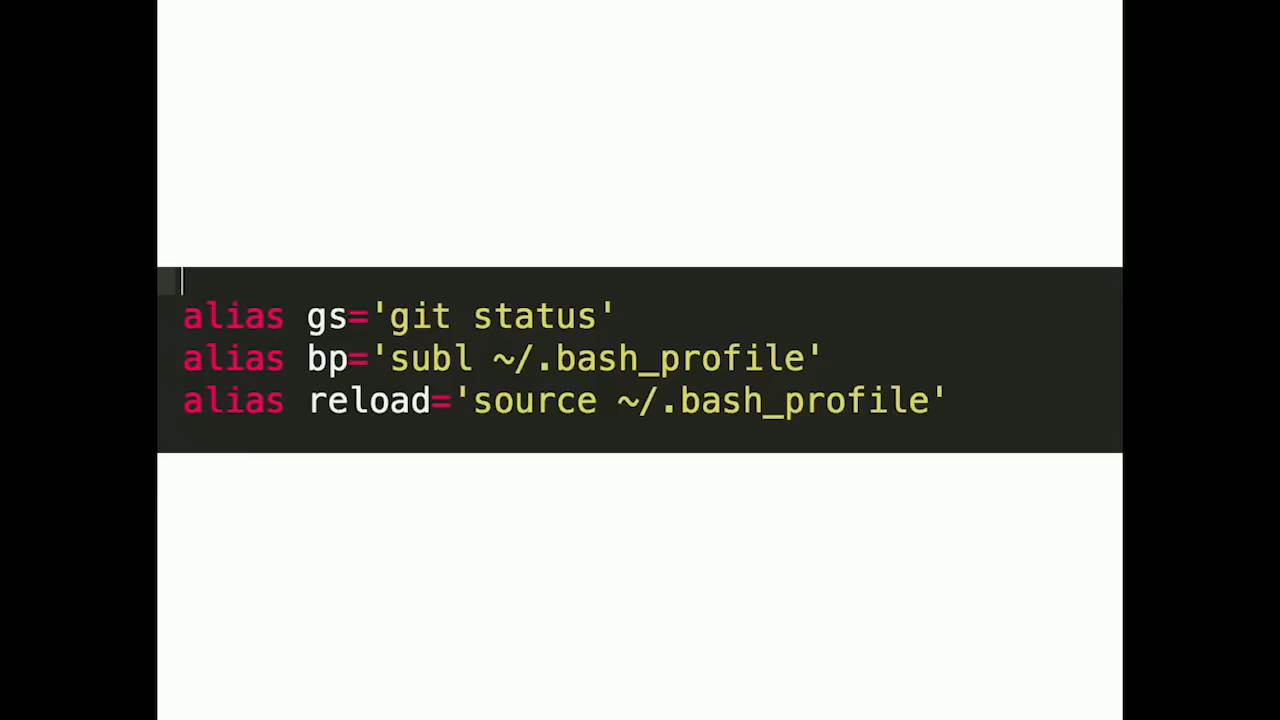 alias gs='git status'
alias bp='subl ~/.bash_profile'
alias reload='source ~/.bash_profile'